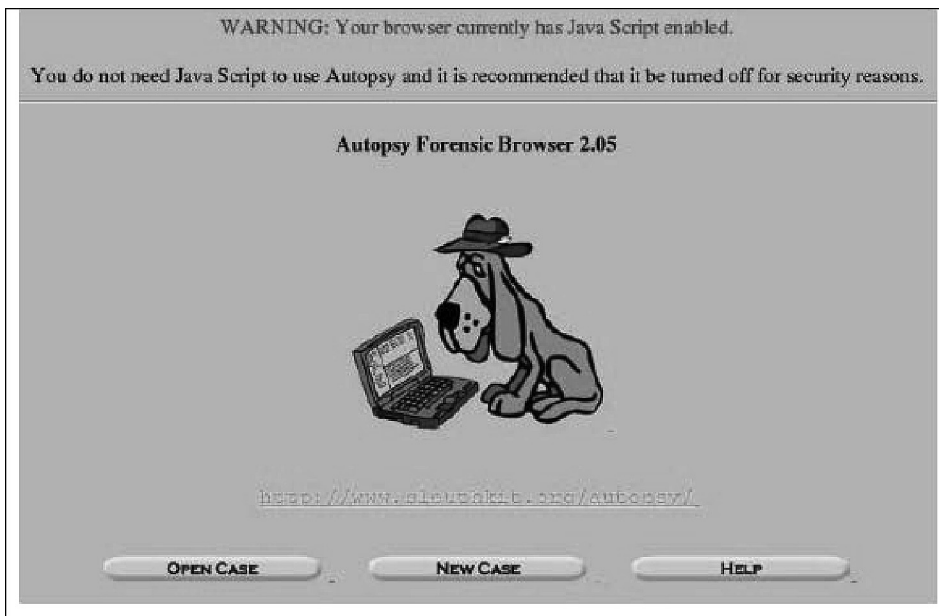 WARNING: Your browser currently has Java Script enabled.
You do not need Java Script to use Autopsy and it is recommended that it be turned off for security reasons.
Autopsy Forensic Browser 2.05
http://www.sleuthkit.org/autopsy/
OPEN CASE
NEW CASE
HELP